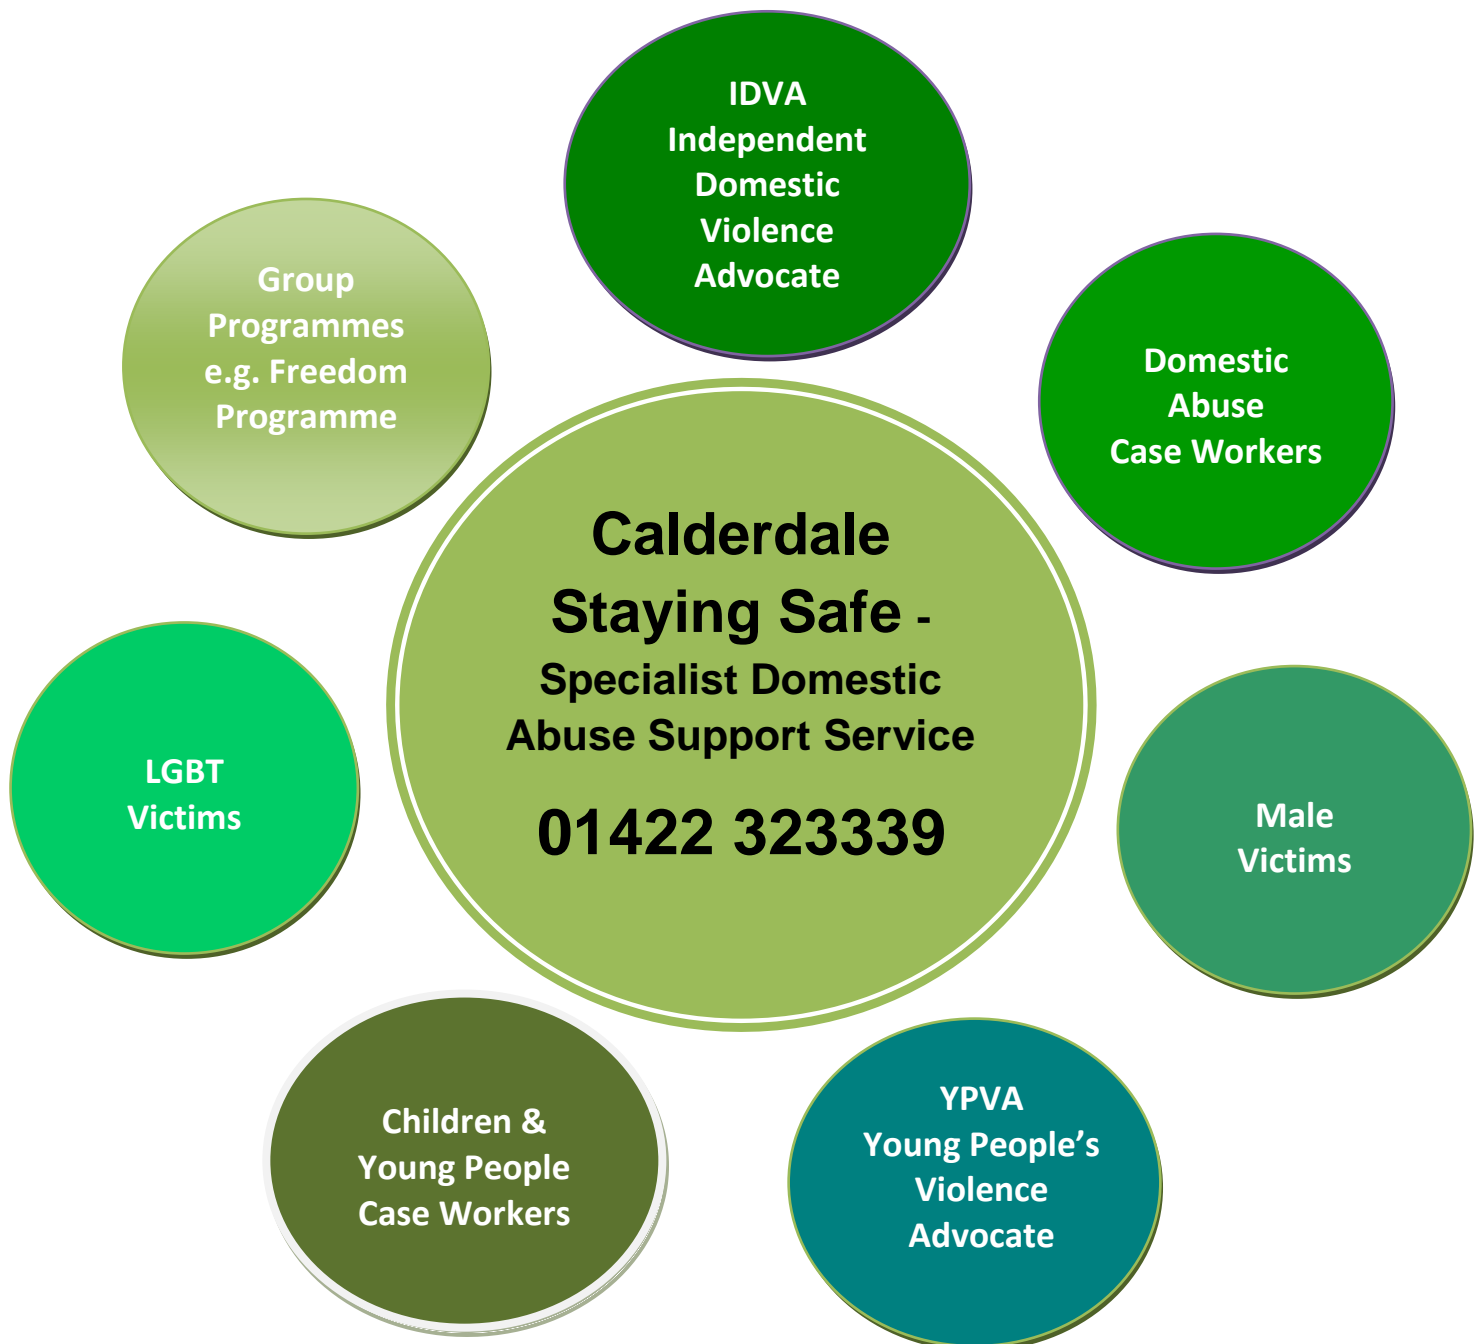 IDVA
Independent
Domestic
Violence
Advocate
Group
Programmes
e.g. Freedom
Programme
Domestic
Abuse
Case Workers
Calderdale
Staying Safe -
Specialist Domestic
Abuse Support Service
01422 323339
LGBT
Victims
Male
Victims
Children &
Young People
Case Workers
YPVA
Young People’s
Violence
Advocate